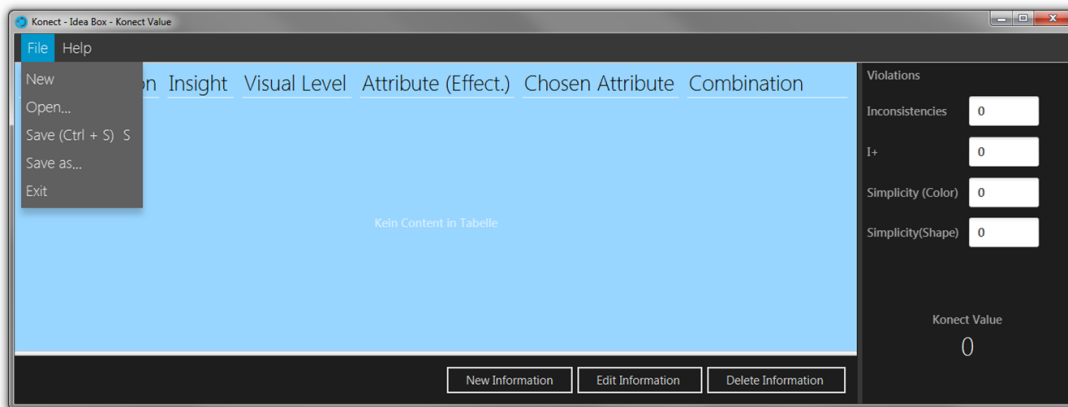 Konect - Idea Box - Konect Value
File Help
New
Open...
Save (Ctrl + S) S
Save as...
Exit
Insight Visual Level Attribute (Effect.) Chosen Attribute Combination
Kein Content in Tabelle
New Information Edit Information Delete Information
Violations
Inconsistencies 0
I+ 0
Simplicity (Color) 0
Simplicity(Shape) 0
Konect Value
0